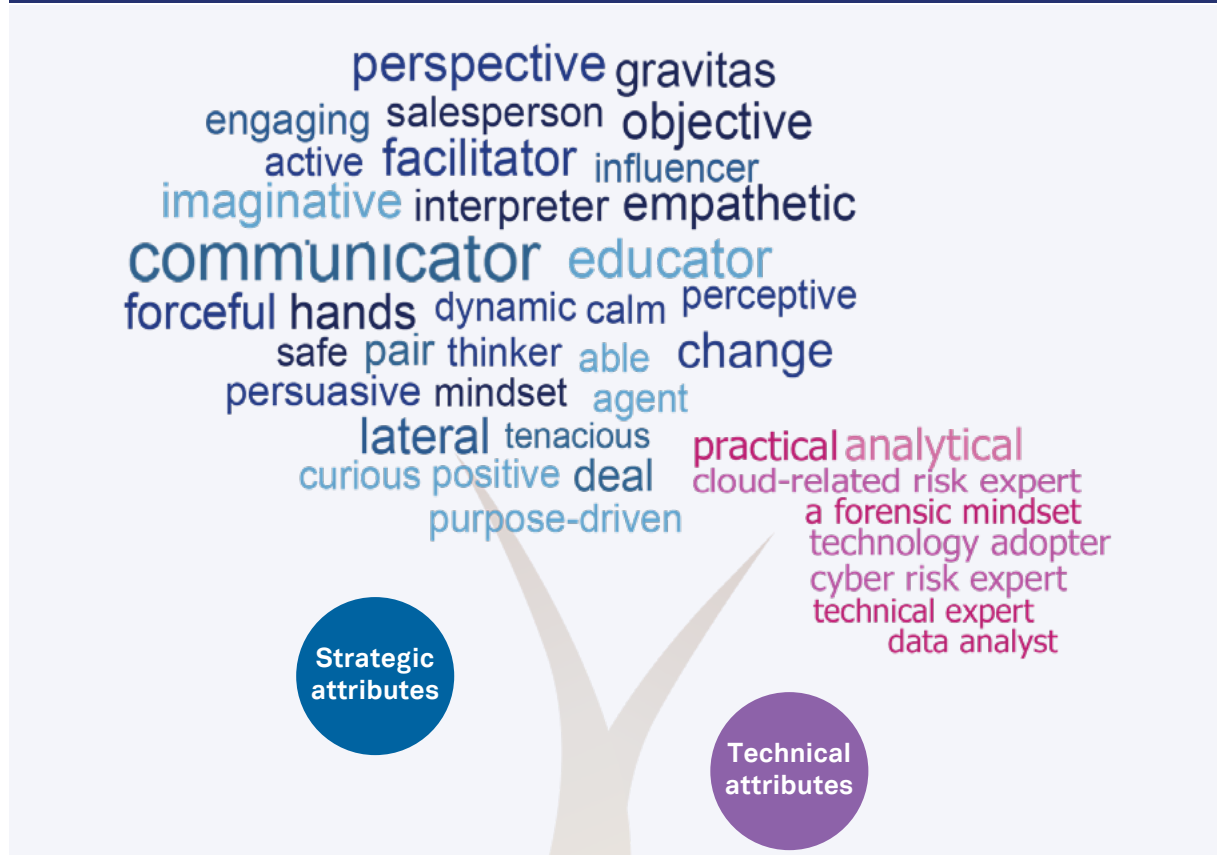 perspective gravitas
engaging salesperson objective
active facilitator influencer
imaginative interpreter empathetic
communicator educator
forceful hands dynamic calm perceptive
safe pair thinker able change
persuasive mindset agent
lateral tenacious
curious positive deal
purpose-driven
practical analytical
cloud-related risk expert
a forensic mindset
technology adopter
cyber risk expert
technical expert
data analyst
Strategic
attributes
Technical
attributes